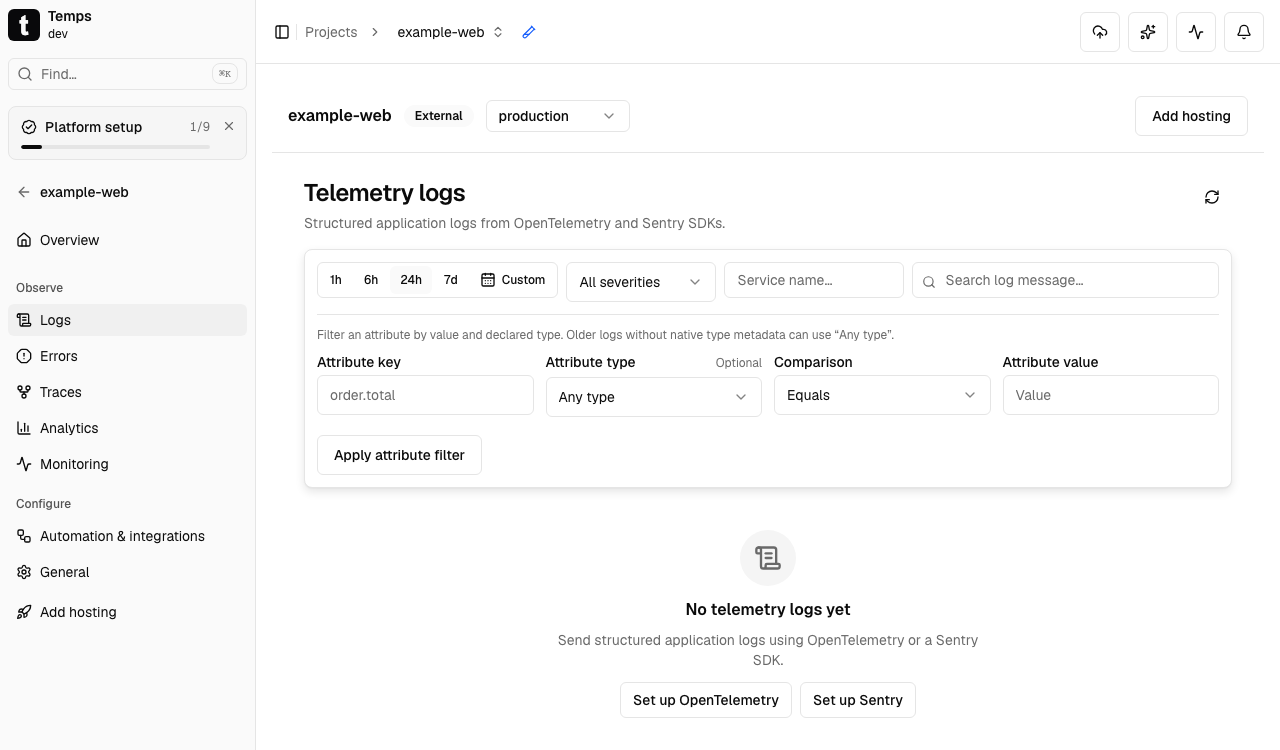 Temps
dev
Find...
⌘K
Platform setup
1/9
example-web
Overview
Observe
Logs
Errors
Traces
Analytics
Monitoring
Configure
Automation & integrations
General
Add hosting
Projects
example-web
example-web
External
production
Add hosting
Telemetry logs
Structured application logs from OpenTelemetry and Sentry SDKs.
1h
6h
24h
7d
Custom
All severities
Service name...
Search log message...
Filter an attribute by value and declared type. Older logs without native type metadata can use “Any type”.
Attribute key
order.total
Attribute type
Optional
Any type
Comparison
Equals
Attribute value
Value
Apply attribute filter
No telemetry logs yet
Send structured application logs using OpenTelemetry or a Sentry
SDK.
Set up OpenTelemetry
Set up Sentry